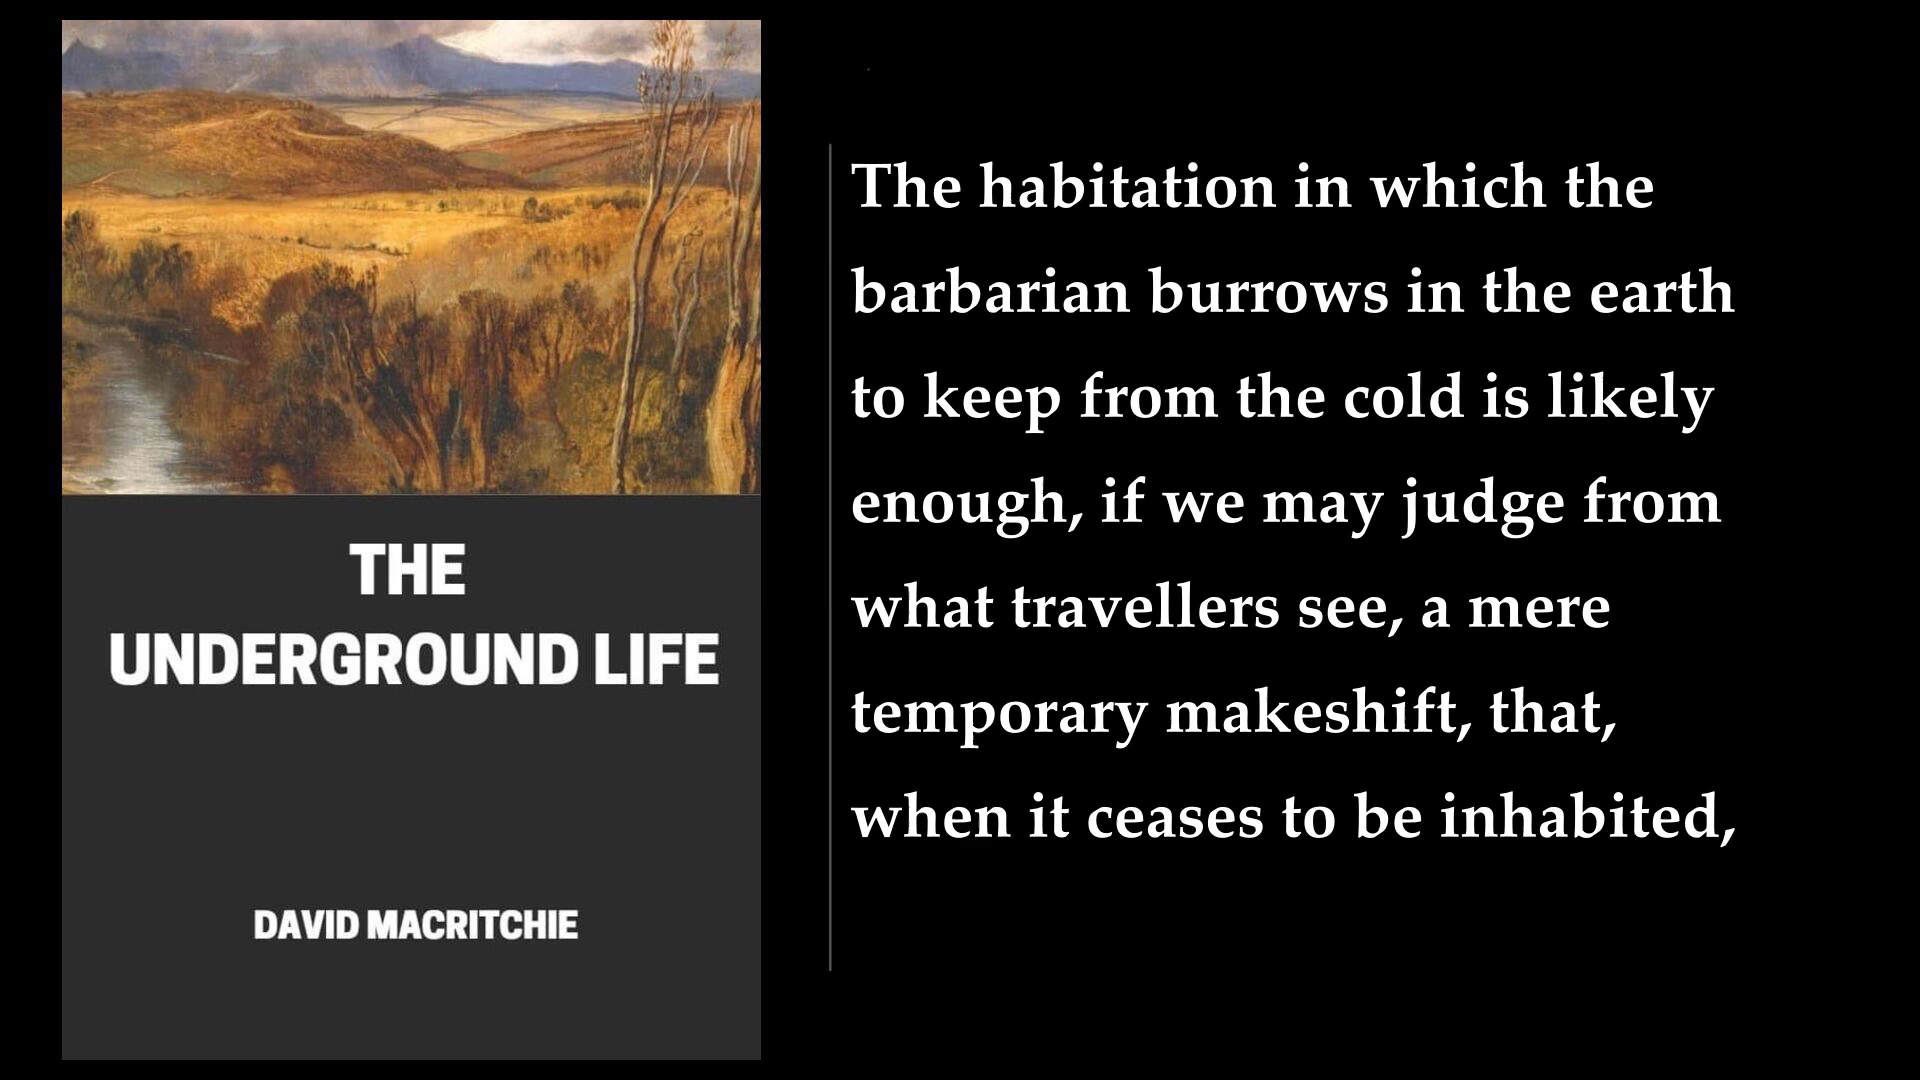 THE
UNDERGROUND LIFE
DAVID MACRITCHIE
The habitation in which the
barbarian burrows in the earth
to keep from the cold is likely
enough, if we may judge from
what travellers see, a mere
temporary makeshift, that,
when it ceases to be inhabited,